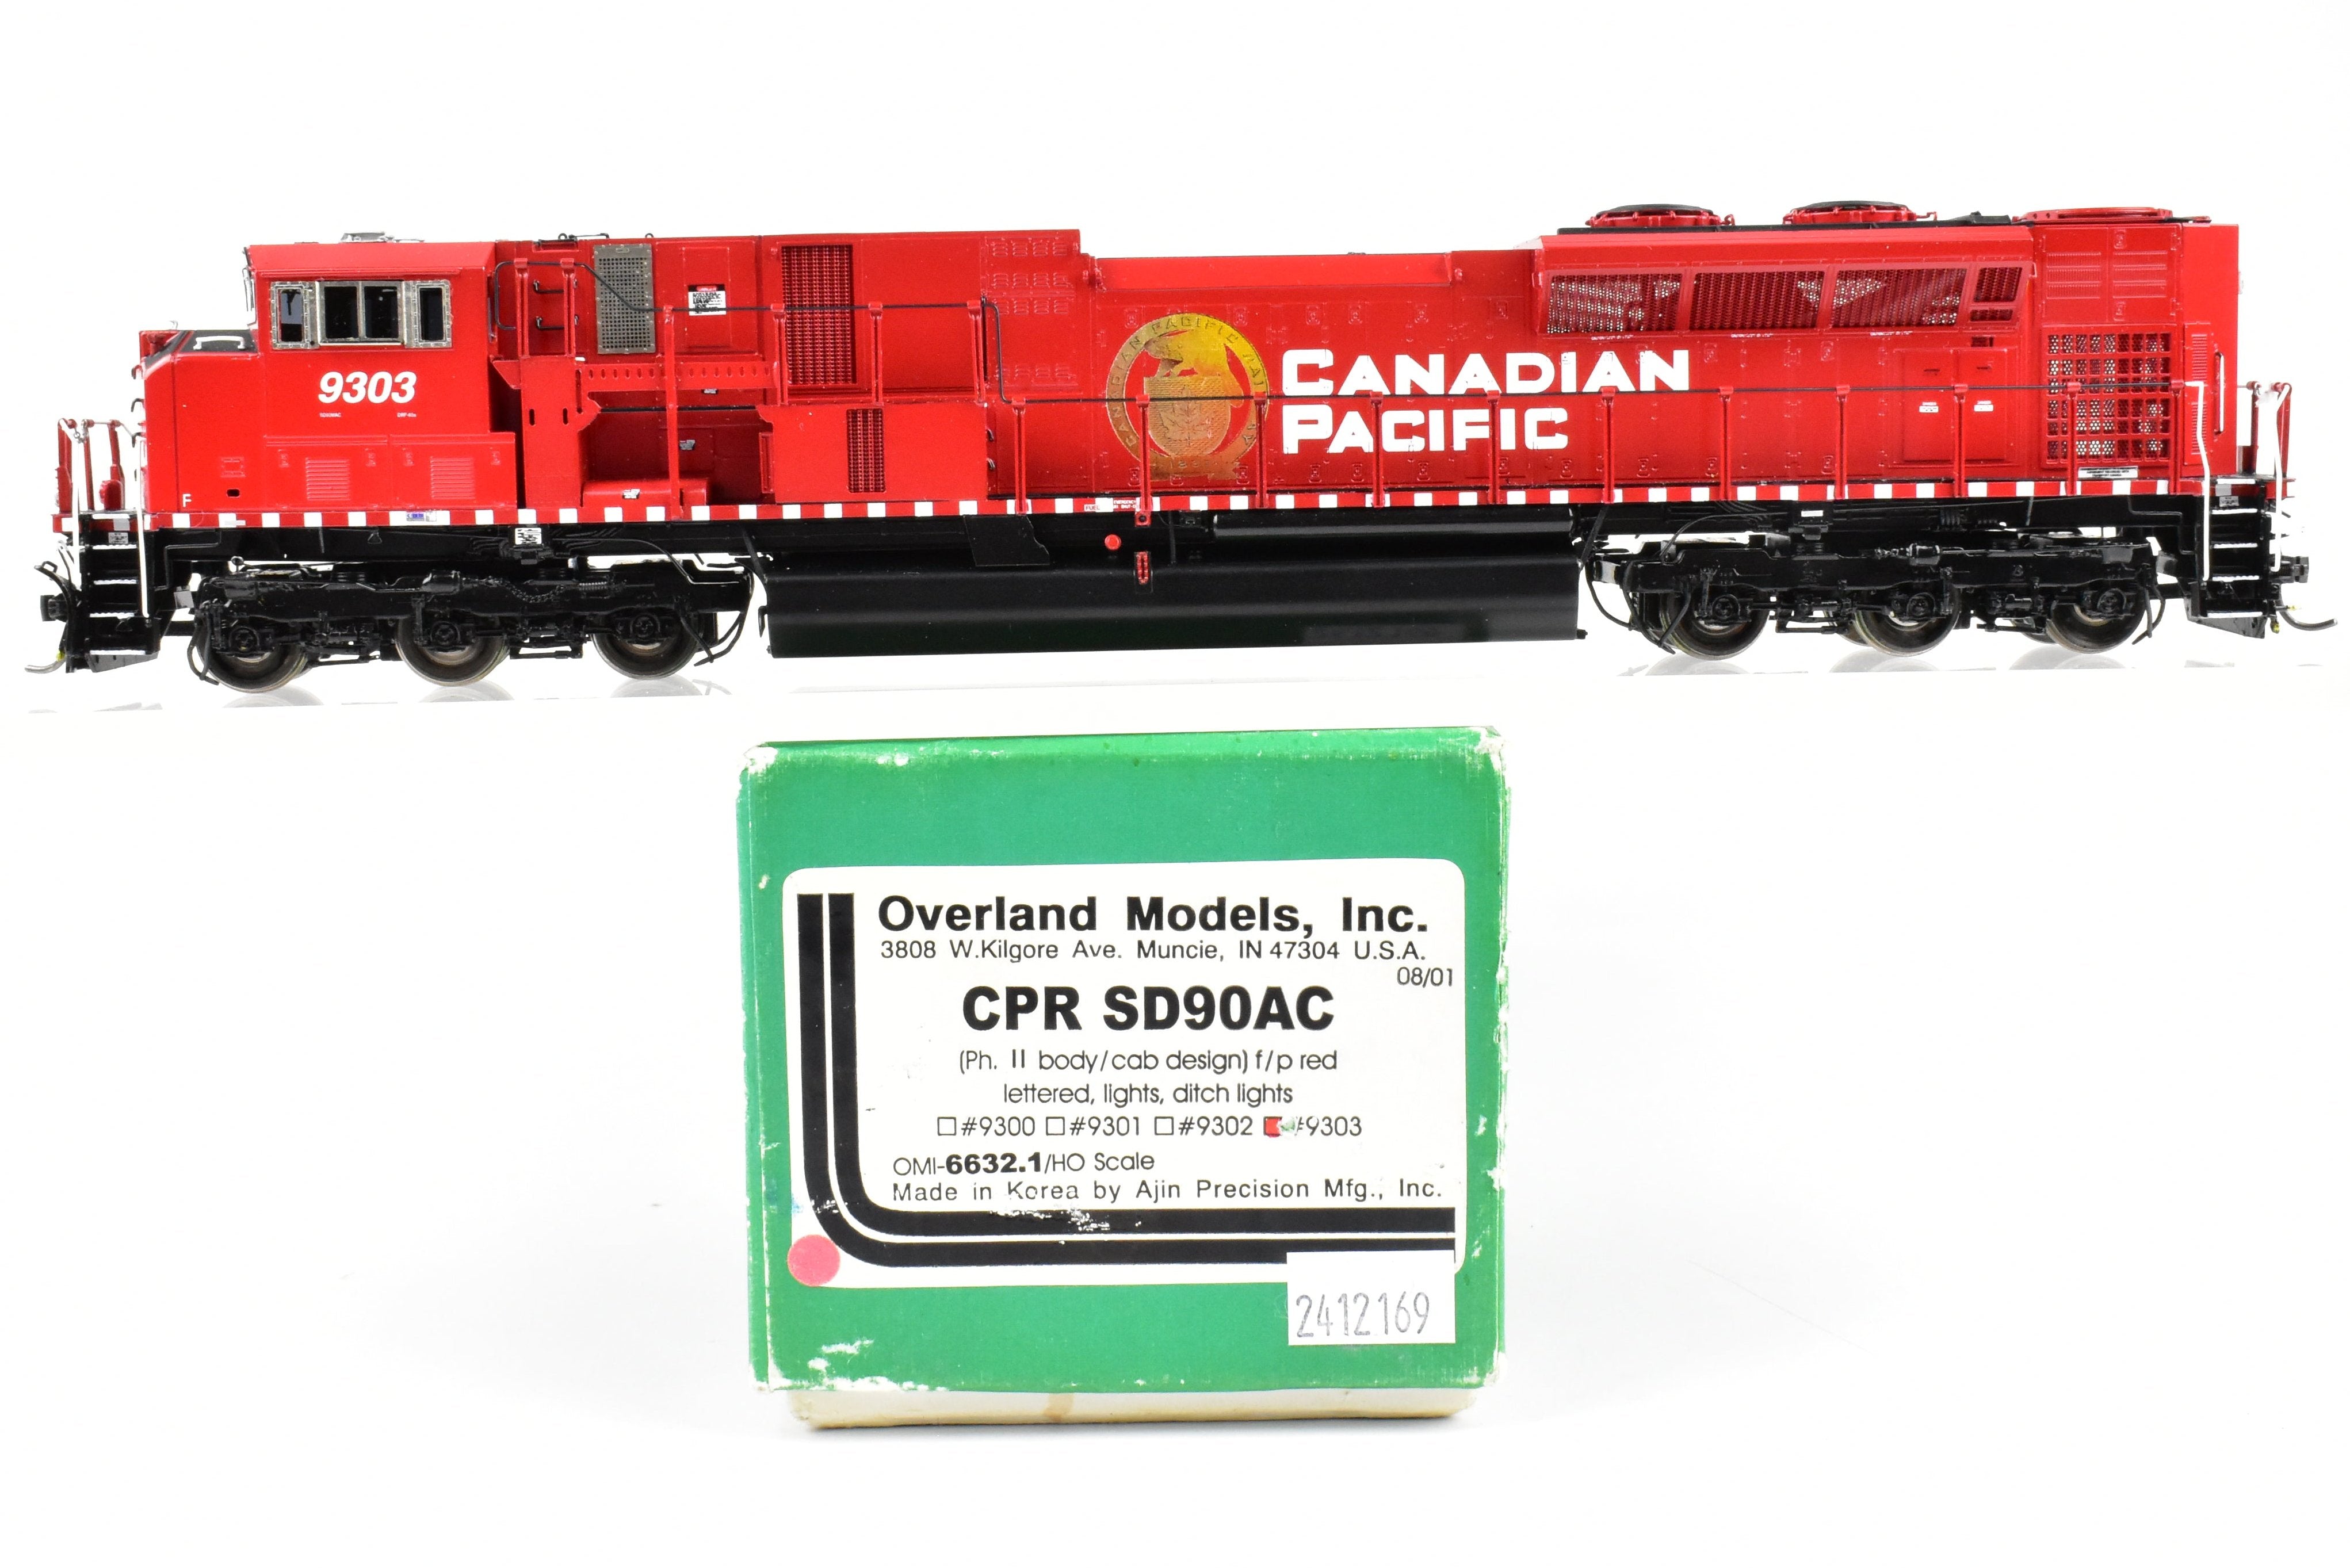 9303
F
CANADIAN
PACIFIC
CANADIAN PACIFIC
Overland Models, Inc.
3808 W.Kilgore Ave. Muncie, IN 47304 U.S.A.
08/01
CPR SD90AC
(Ph. II body/cab design) f/p red
lettered, lights, ditch lights
☐#9300 ☐#9301 ☐#9302 #9303
OMI-6632.1/HO Scale
Made in Korea by Ajin Precision Mfg., Inc.
2412169